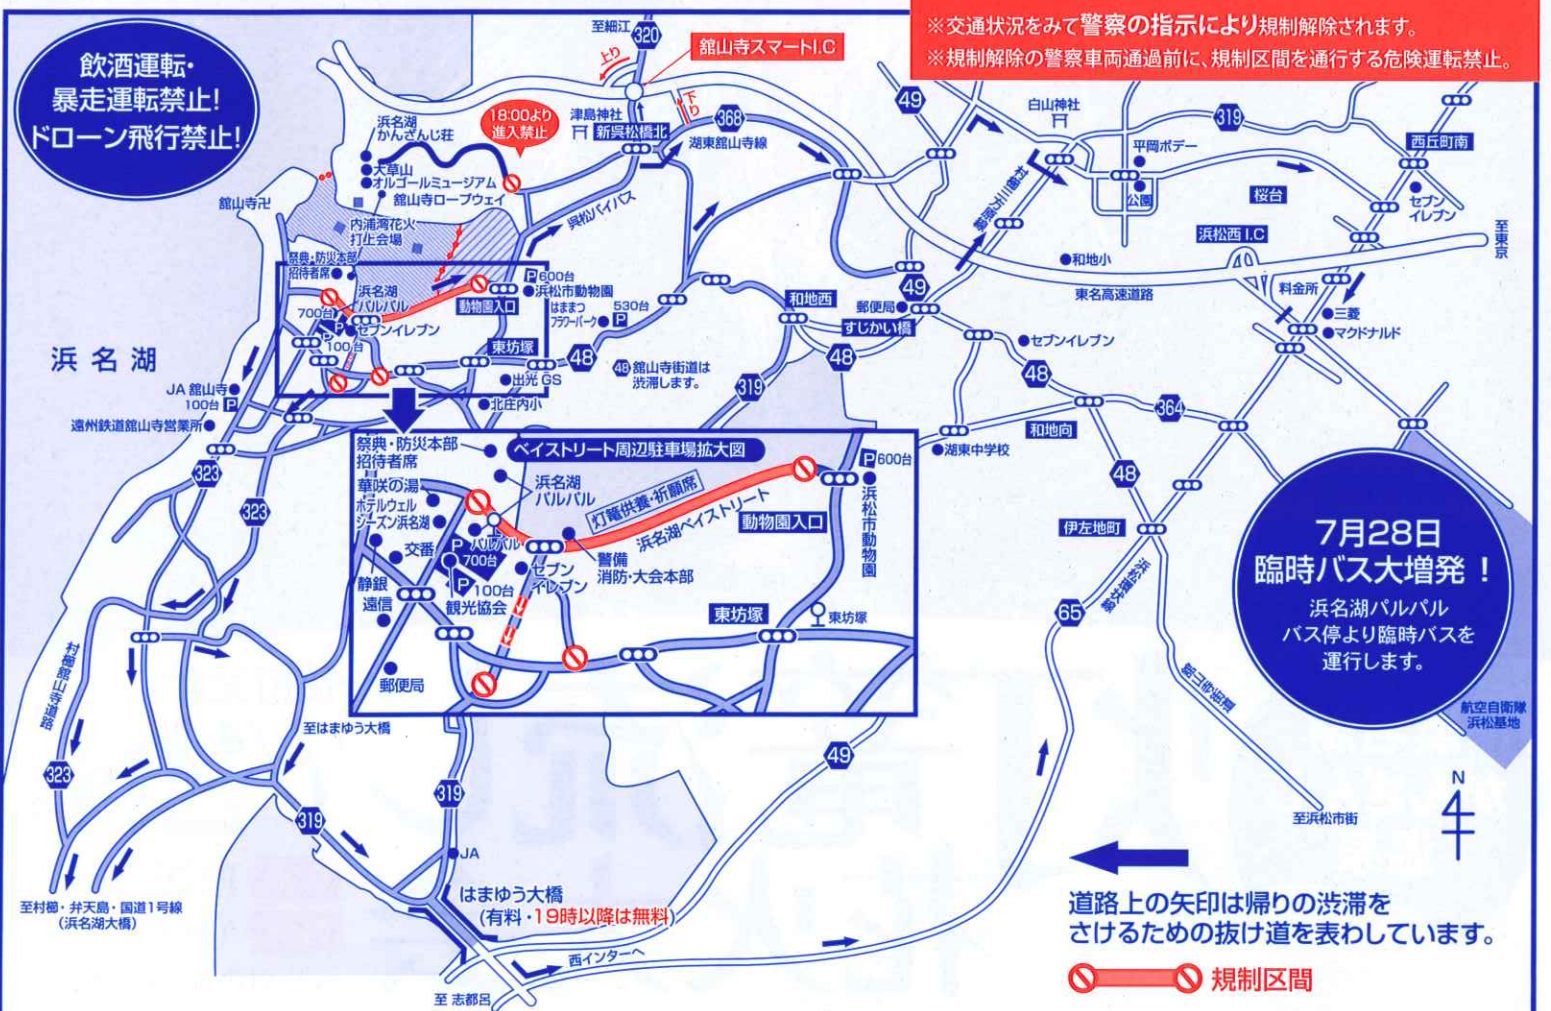 ※交通状況をみて警察の指示により規制解除されます。
※規制解除の警察車両通過前に、規制区間を通行する危険運転禁止。
飲酒運転・
暴走運転禁止!
ドローン飛行禁止!
至細江
320
舘山寺スマートI.C
上り
下り
18:00より
進入禁止
津島神社
新呉松橋北
368
湖東舘山寺線
49
白山神社
319
西丘町南
平岡ボデー
公園
桜台
セブン
イレブン
至東京
浜松西I.C
浜名湖
かんざんじ荘
大草山
オルゴールミュージアム
舘山寺ロープウェイ
舘山寺卍
内浦湾花火
打上会場
呉松バイパス
村櫛三方原線
和地小
東名高速道路
料金所
三菱
マクドナルド
祭典・防災本部
招待者席
浜名湖
パルパル
700台
P
セブンイレブン
P
100台
動物園入口
P600台
浜松市動物園
はままつ
フラワーパーク
530台
P
東坊塚
48
48 舘山寺街道は
渋滞します。
出光GS
北庄内小
和地西
49
郵便局
すじかい橋
48
319
セブンイレブン
48
364
和地向
湖東中学校
48
浜名湖
JA 舘山寺
100台 P
遠州鉄道舘山寺営業所
323
323
ベイストリート周辺駐車場拡大図
祭典・防災本部
招待者席
華咲の湯
ホテルウェル
シーズン浜名湖
交番
静銀
遠信
郵便局
浜名湖
パルパル
パルパル
P
700台
P
100台
観光協会
セブン
イレブン
灯篭供養・祈願席
浜名湖ベイストリート
警備
消防・大会本部
動物園入口
P600台
浜松市動物園
東坊塚
東坊塚
伊左地町
浜松環状線
65
舘山寺街道
7月28日
臨時バス大増発!
浜名湖パルパル
バス停より臨時バスを
運行します。
航空自衛隊
浜松基地
至浜松市街
N
村櫛舘山寺道路
323
至はまゆう大橋
319
319
49
JA
はまゆう大橋
(有料・19時以降は無料)
西インターへ
至 志都呂
至村櫛・弁天島・国道1号線
(浜名湖大橋)
道路上の矢印は帰りの渋滞を
さけるための抜け道を表わしています。
規制区間